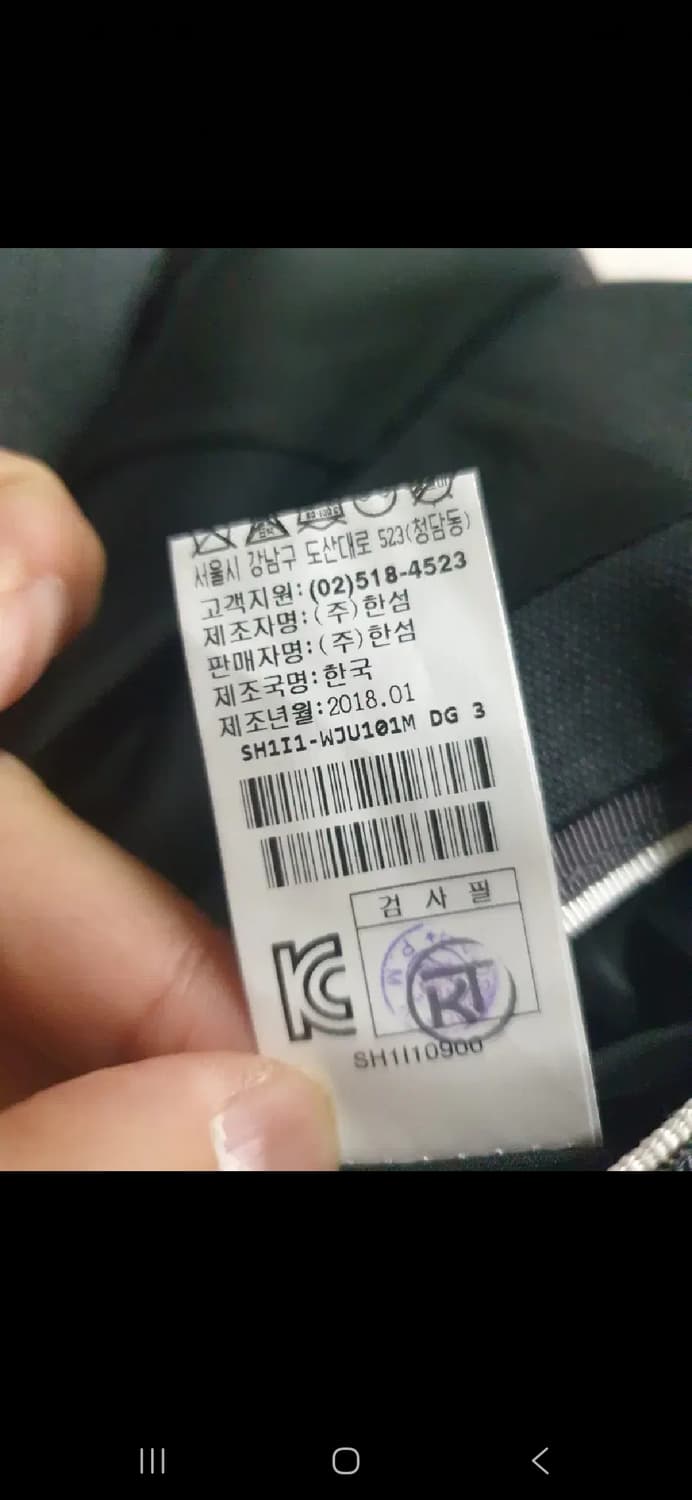 서울시 강남구 도산대로 523(청담동)
고객지원:(02)518-4523
제조자명:(주)한섬
판매자명:(주)한섬
제조국명:한국
제조년월:2018.01
SH1I1-WJU101M DG 3
검 사 필
KC
P M
SH1I10900